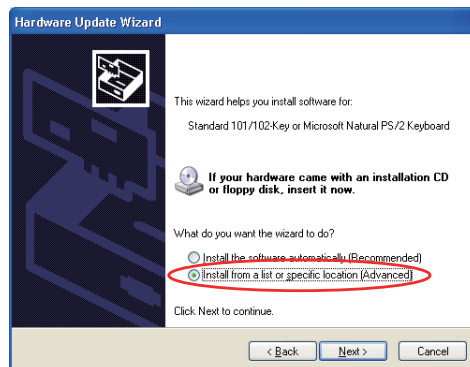 Hardware Update Wizard
This wizard helps you install software for:
Standard 101/102-Key or Microsoft Natural PS/2 Keyboard
If your hardware came with an installation CD
or floppy disk, insert it now.
What do you want the wizard to do?
Install the software automatically (Recommended)
Install from a list or specific location (Advanced)
Click Next to continue.
< Back
Next >
Cancel